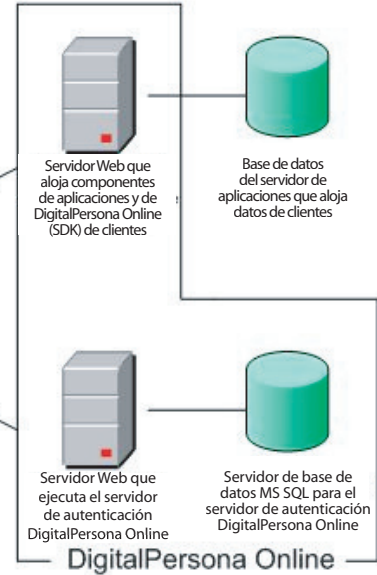 Servidor Web que
aloja componentes
de aplicaciones y de
DigitalPersona Online
(SDK) de clientes
Base de datos
del servidor de
aplicaciones que aloja
datos de clientes
Servidor Web que
ejecuta el servidor
de autenticación
DigitalPersona Online
Servidor de base de
datos MS SQL para el
servidor de autenticación
DigitalPersona Online
DigitalPersona Online